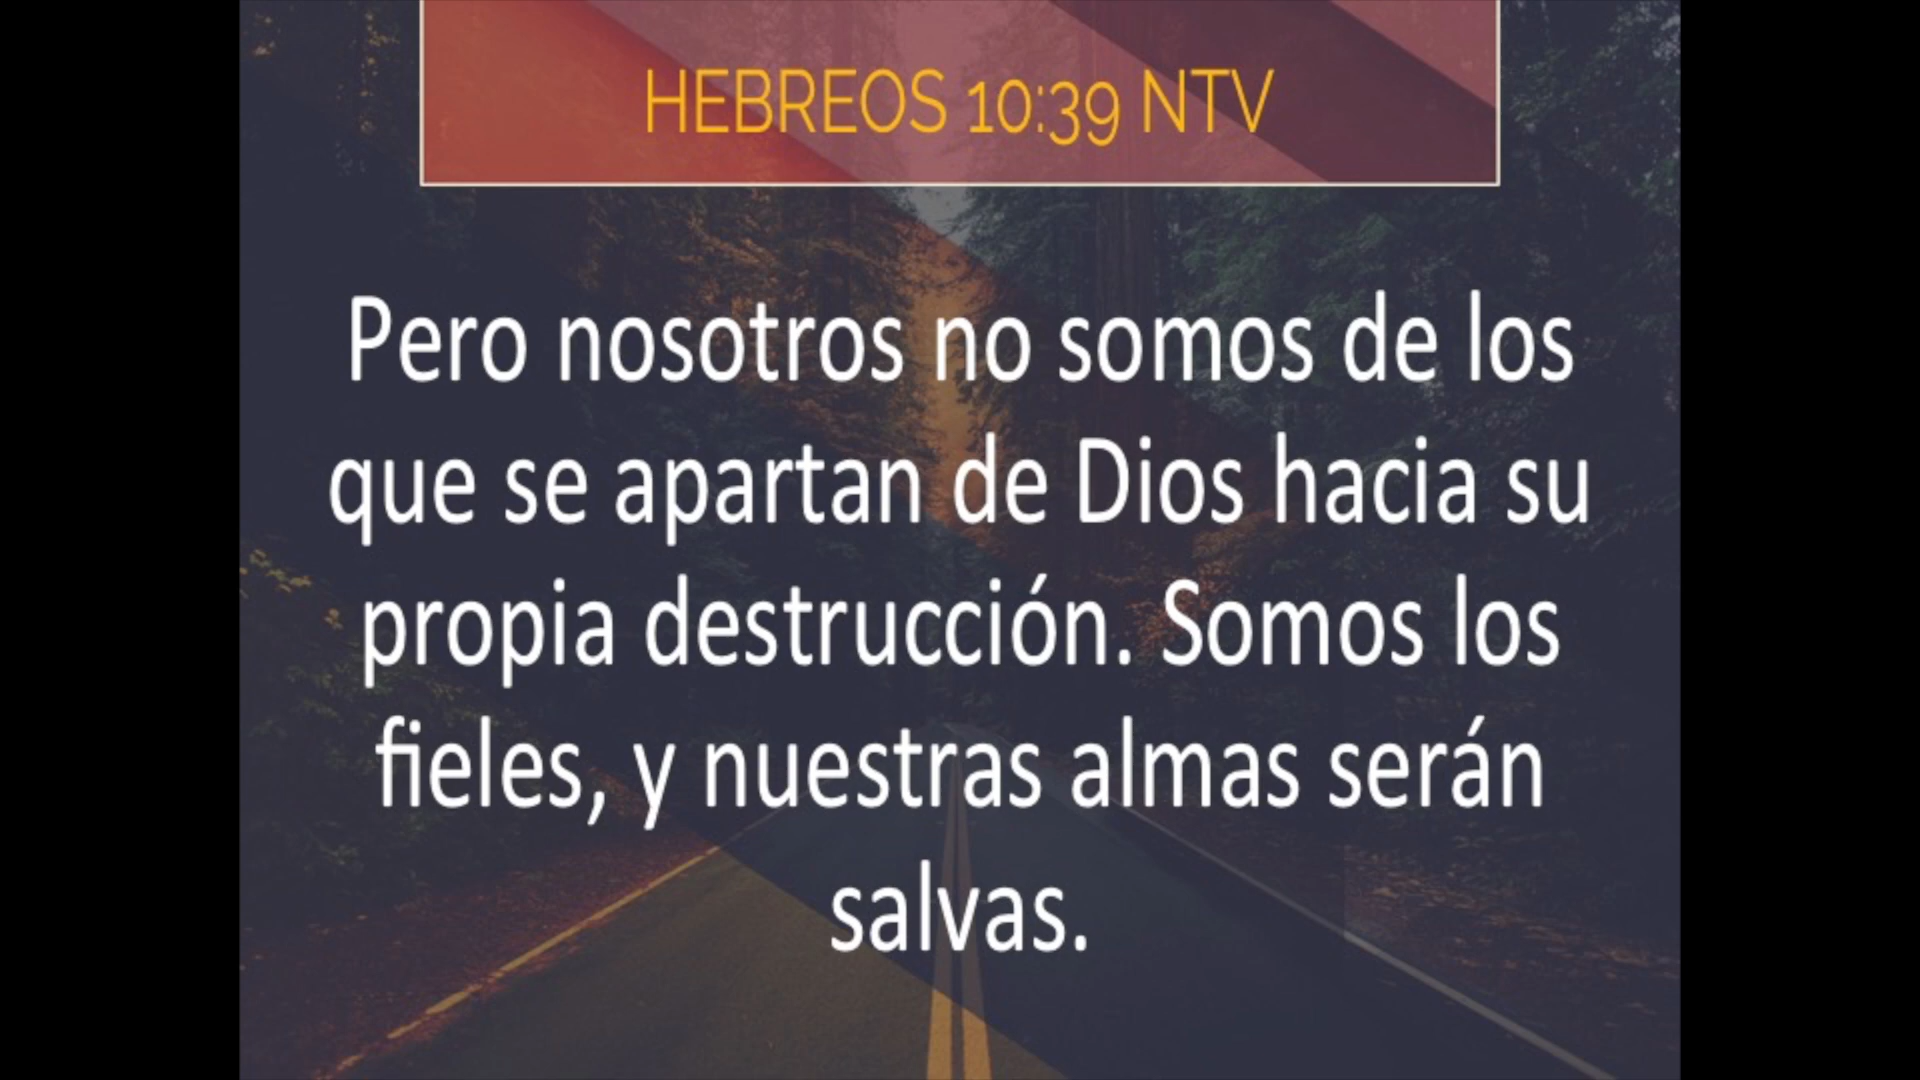 HEBREOS 10:39 NTV
Pero nosotros no somos de los
que se apartan de Dios hacia su
propia destrucción. Somos los
fieles, y nuestras almas serán
salvas.